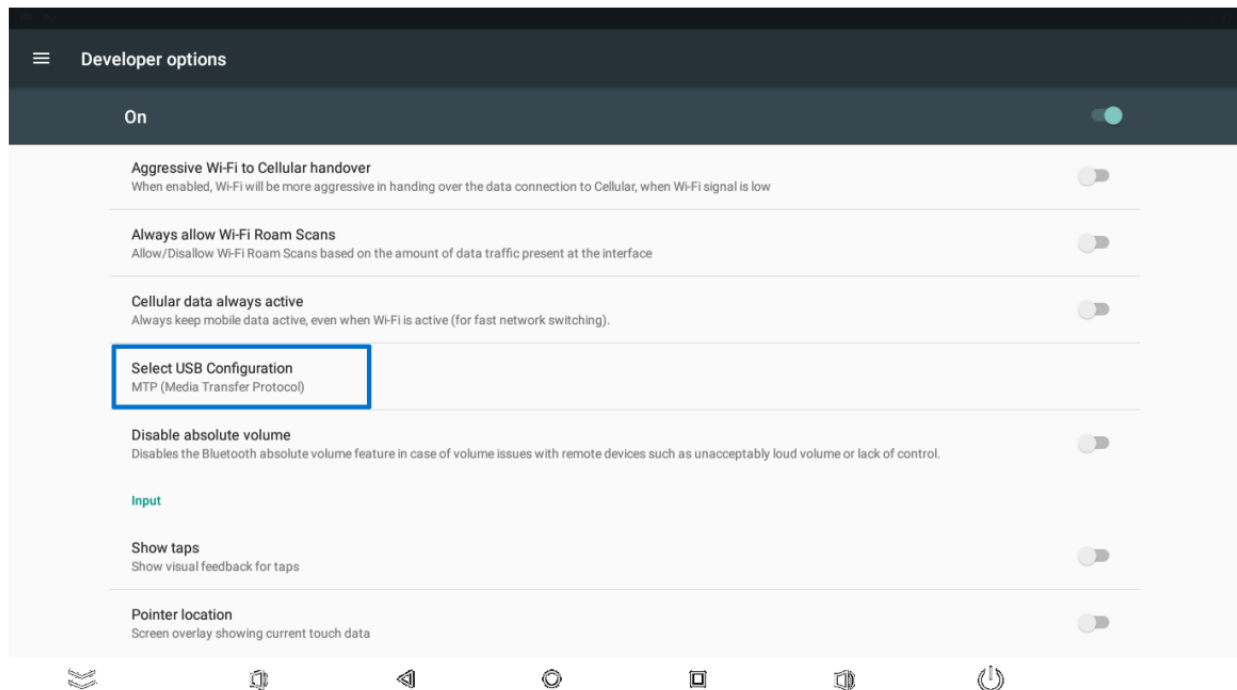 Developer options
On
Aggressive Wi-Fi to Cellular handover
When enabled, Wi-Fi will be more aggressive in handing over the data connection to Cellular, when Wi-Fi signal is low
Always allow Wi-Fi Roam Scans
Allow/Disallow Wi-Fi Roam Scans based on the amount of data traffic present at the interface
Cellular data always active
Always keep mobile data active, even when Wi-Fi is active (for fast network switching).
Select USB Configuration
MTP (Media Transfer Protocol)
Disable absolute volume
Disables the Bluetooth absolute volume feature in case of volume issues with remote devices such as unacceptably loud volume or lack of control.
Input
Show taps
Show visual feedback for taps
Pointer location
Screen overlay showing current touch data